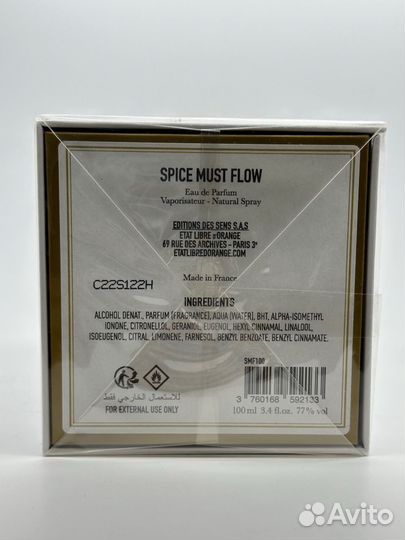 SPICE MUST FLOW
Eau de Parfum
Vaporisateur - Natural Spray
EDITIONS DES SENS S.A.S
ETAT LIBRE d'ORANGE
69 RUE DES ARCHIVES - PARIS 3e
ETATLIBREDORANGE.COM
C22S122H
Made in France
INGREDIENTS
ALCOHOL DENAT., PARFUM (FRAGRANCE), AQUA (WATER), BHT, ALPHA-ISOMETHYL
IONONE, CITRONELLOL, GERANIOL, EUGENOL, HEXYL CINNAMAL, LINALOOL,
ISOEUGENOL, CITRAL, LIMONENE, FARNESOL, BENZYL BENZOATE, BENZYL CINNAMATE.
SMF100
للاستعمال الخارجي فقط
FOR EXTERNAL USE ONLY
3 760168 592133
100 ml 3.4 fl.oz. 77% vol
Avito